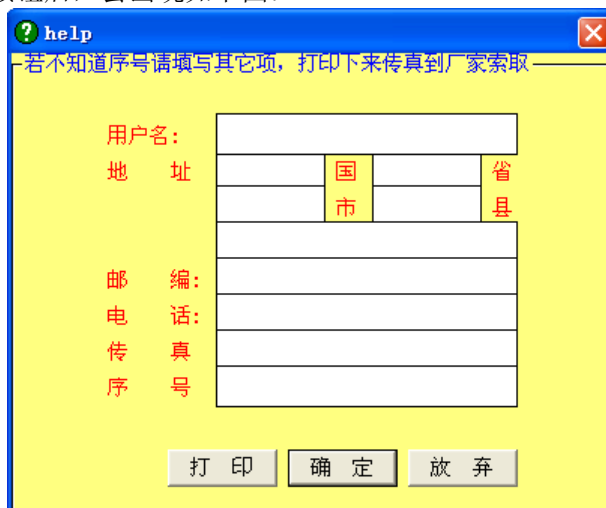 help
若不知道序号请填写其它项，打印下来传真到厂家索取
用户名:
地 址 国 省
市 县
邮 编:
电 话:
传 真
序 号
打 印 确 定 放 弃